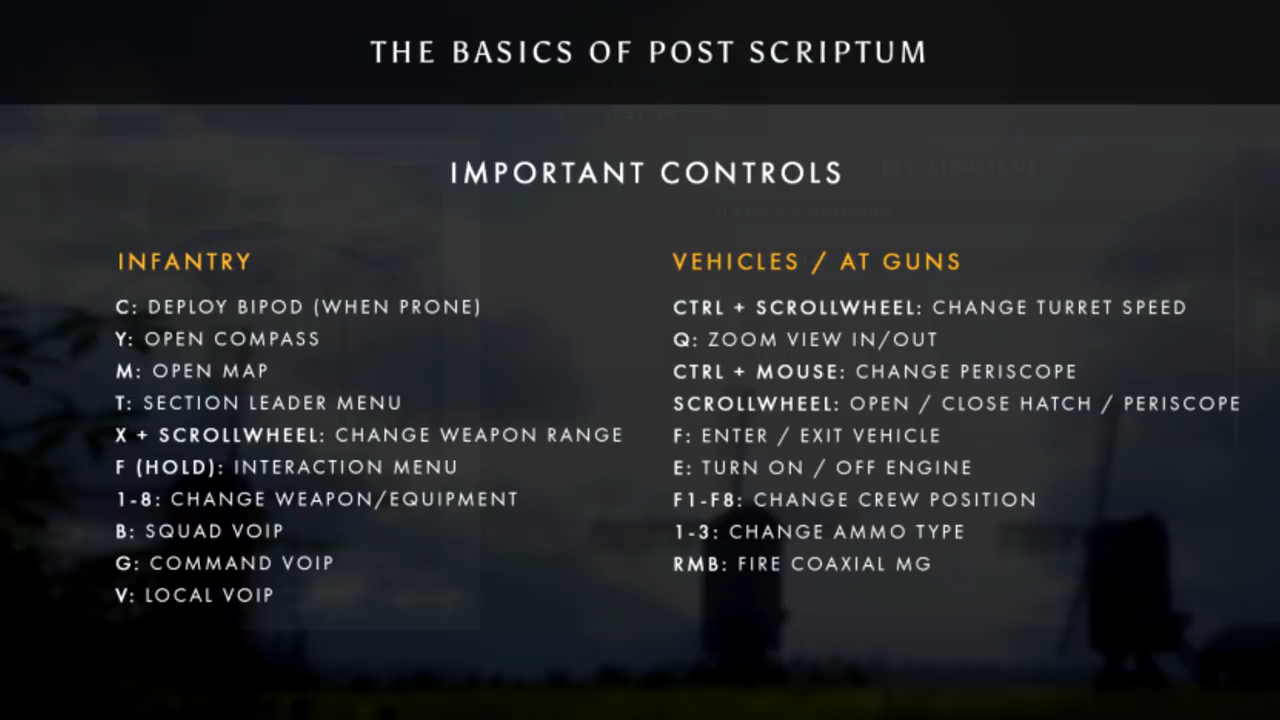 THE BASICS OF POST SCRIPTUM
IMPORTANT CONTROLS
INFANTRY
C: DEPLOY BIPOD (WHEN PRONE)
Y: OPEN COMPASS
M: OPEN MAP
T: SECTION LEADER MENU
X + SCROLLWHEEL: CHANGE WEAPON RANGE
F (HOLD): INTERACTION MENU
1-8: CHANGE WEAPON/EQUIPMENT
B: SQUAD VOIP
G: COMMAND VOIP
V: LOCAL VOIP
VEHICLES / AT GUNS
CTRL + SCROLLWHEEL: CHANGE TURRET SPEED
Q: ZOOM VIEW IN/OUT
CTRL + MOUSE: CHANGE PERISCOPE
SCROLLWHEEL: OPEN / CLOSE HATCH / PERISCOPE
F: ENTER / EXIT VEHICLE
E: TURN ON / OFF ENGINE
F1-F8: CHANGE CREW POSITION
1-3: CHANGE AMMO TYPE
RMB: FIRE COAXIAL MG